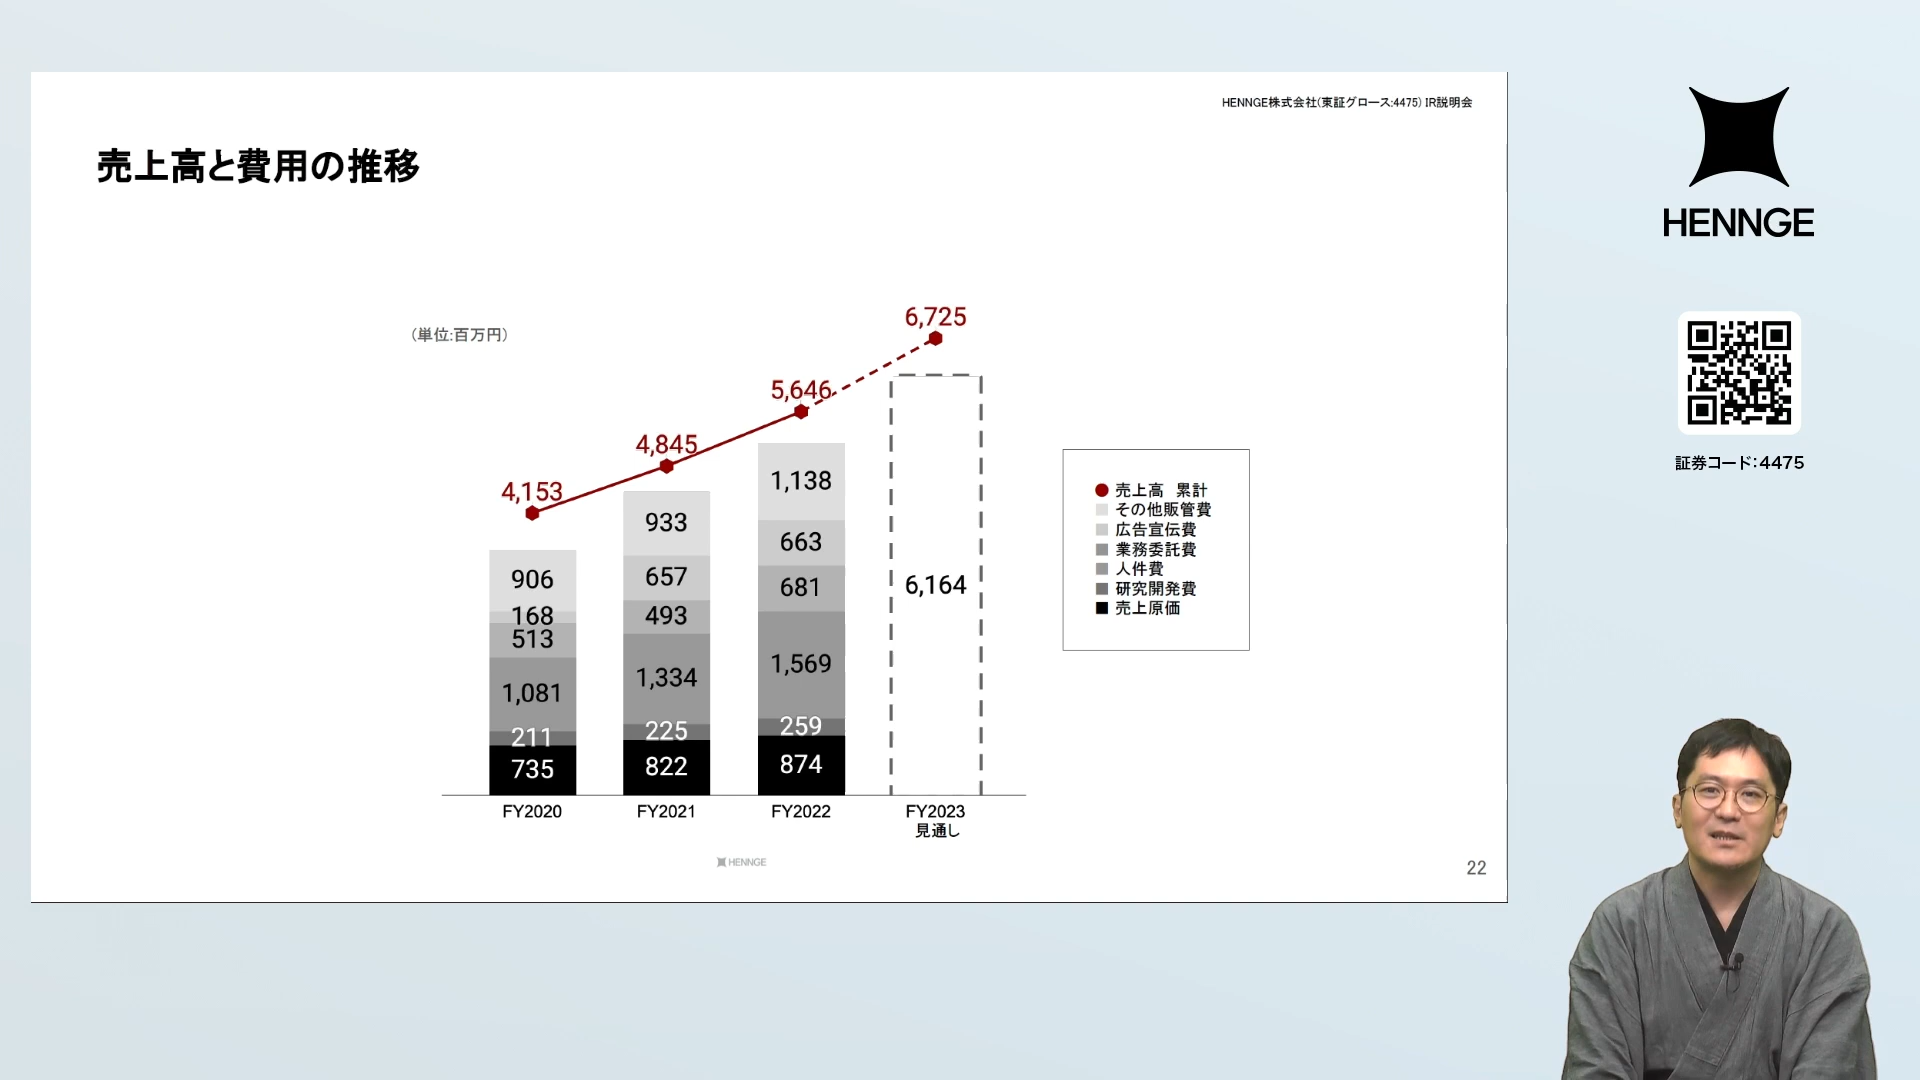 HENNGE株式会社(東証グロース:4475) IR説明会
売上高と費用の推移
(単位:百万円)
6,725
5,646
4,845
4,153
1,138
933
663
906
657
681
6,164
168
493
513
1,569
1,334
1,081
259
225
211
874
822
735
FY2020
FY2021
FY2022
FY2023
見通し
売上高 累計
その他販管費
広告宣伝費
業務委託費
人件費
研究開発費
売上原価
HENNGE
22
HENNGE
証券コード:4475